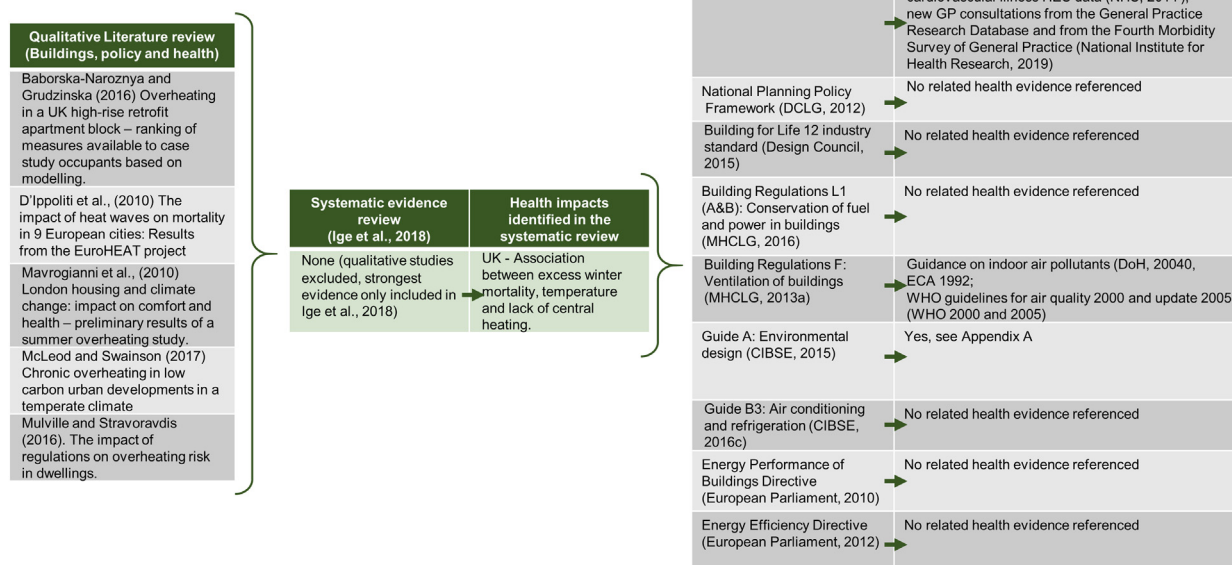 Qualitative Literature review
(Buildings, policy and health)
Baborska-Naroznya and
Grudzinska (2016) Overheating
in a UK high-rise retrofit
apartment block – ranking of
measures available to case
study occupants based on
modelling.
D'Ippoliti et al., (2010) The
impact of heat waves on mortality
in 9 European cities: Results
from the EuroHEAT project
Mavrogianni et al., (2010)
London housing and climate
change: impact on comfort and
health – preliminary results of a
summer overheating study.
McLeod and Swainson (2017)
Chronic overheating in low
carbon urban developments in a
temperate climate
Mulville and Stravoravdis
(2016). The impact of
regulations on overheating risk
in dwellings.
Systematic evidence
review
(Ige et al., 2018)
Health impacts
identified in the
systematic review
None (qualitative studies
excluded, strongest
evidence only included in
Ige et al., 2018)
UK - Association
between excess winter
mortality, temperature
and lack of central
heating.
new GP consultations from the General Practice
Research Database and from the Fourth Morbidity
Survey of General Practice (National Institute for
Health Research, 2019)
National Planning Policy
Framework (DCLG, 2012)
No related health evidence referenced
Building for Life 12 industry
standard (Design Council,
2015)
No related health evidence referenced
Building Regulations L1
(A&B): Conservation of fuel
and power in buildings
(MHCLG, 2016)
No related health evidence referenced
Building Regulations F:
Ventilation of buildings
(MHCLG, 2013a)
Guidance on indoor air pollutants (DoH, 20040,
ECA 1992;
WHO guidelines for air quality 2000 and update 2005
(WHO 2000 and 2005)
Guide A: Environmental
design (CIBSE, 2015)
Yes, see Appendix A
Guide B3: Air conditioning
and refrigeration (CIBSE,
2016c)
No related health evidence referenced
Energy Performance of
Buildings Directive
(European Parliament, 2010)
No related health evidence referenced
Energy Efficiency Directive
(European Parliament, 2012)
No related health evidence referenced